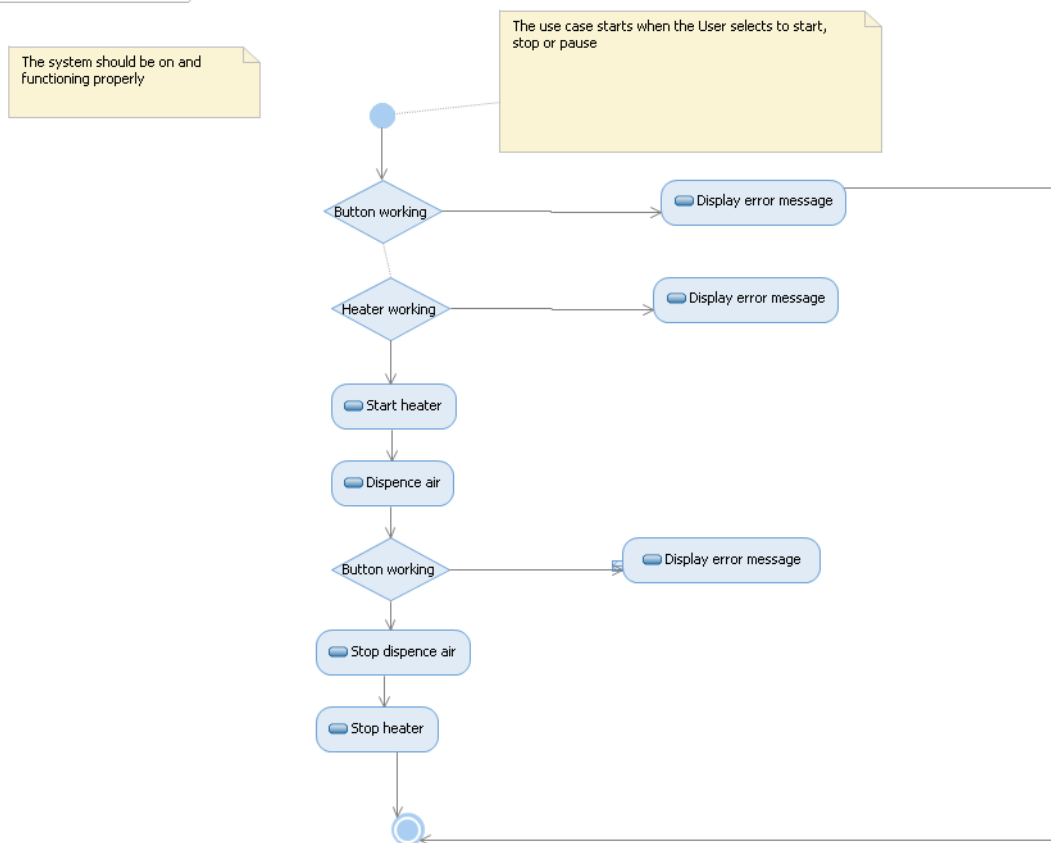 The use case starts when the User selects to start,
stop or pause
The system should be on and
functioning properly
Button working
Display error message
Heater working
Display error message
Start heater
Dispence air
Button working
Display error message
Stop dispence air
Stop heater